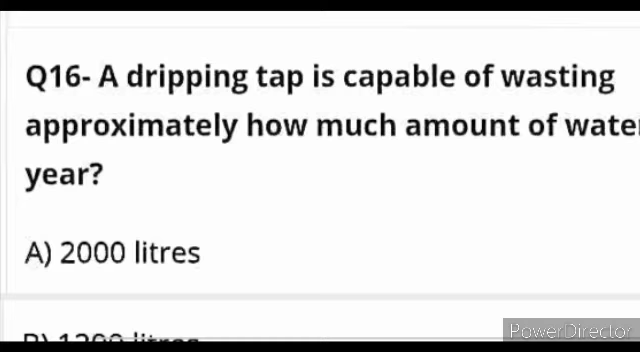 Q16- A dripping tap is capable of wasting
approximately how much amount of wate
year?
A) 2000 litres
PowerDirector